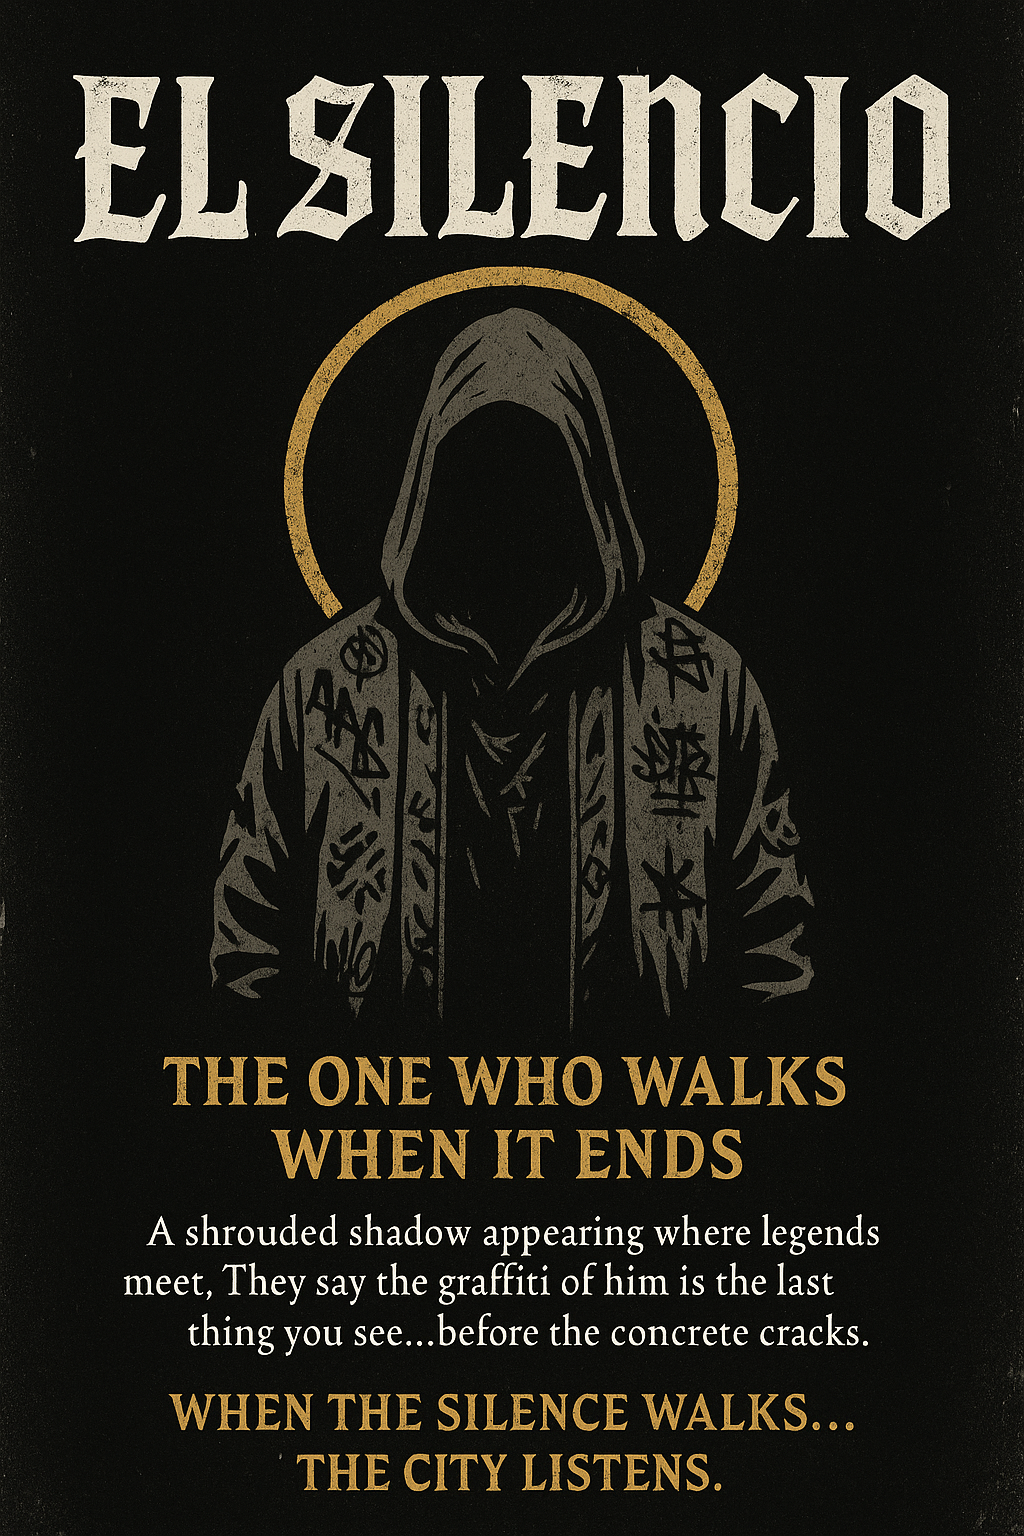 EL SILENCIO
THE ONE WHO WALKS
WHEN IT ENDS
A shrouded shadow appearing where legends
meet, They say the graffiti of him is the last
thing you see...before the concrete cracks.
WHEN THE SILENCE WALKS...
THE CITY LISTENS.